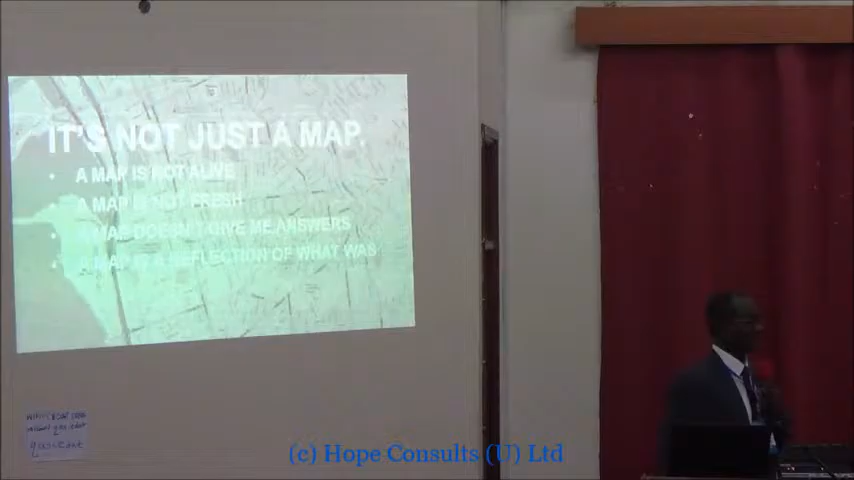 IT'S NOT JUST A MAP.
• A MAP IS NOT ALIVE
• A MAP IS NOT FRESH
• A MAP DOESN'T GIVE ME ANSWERS
• A MAP IS A REFLECTION OF WHAT WAS
(c) Hope Consults (U) Ltd